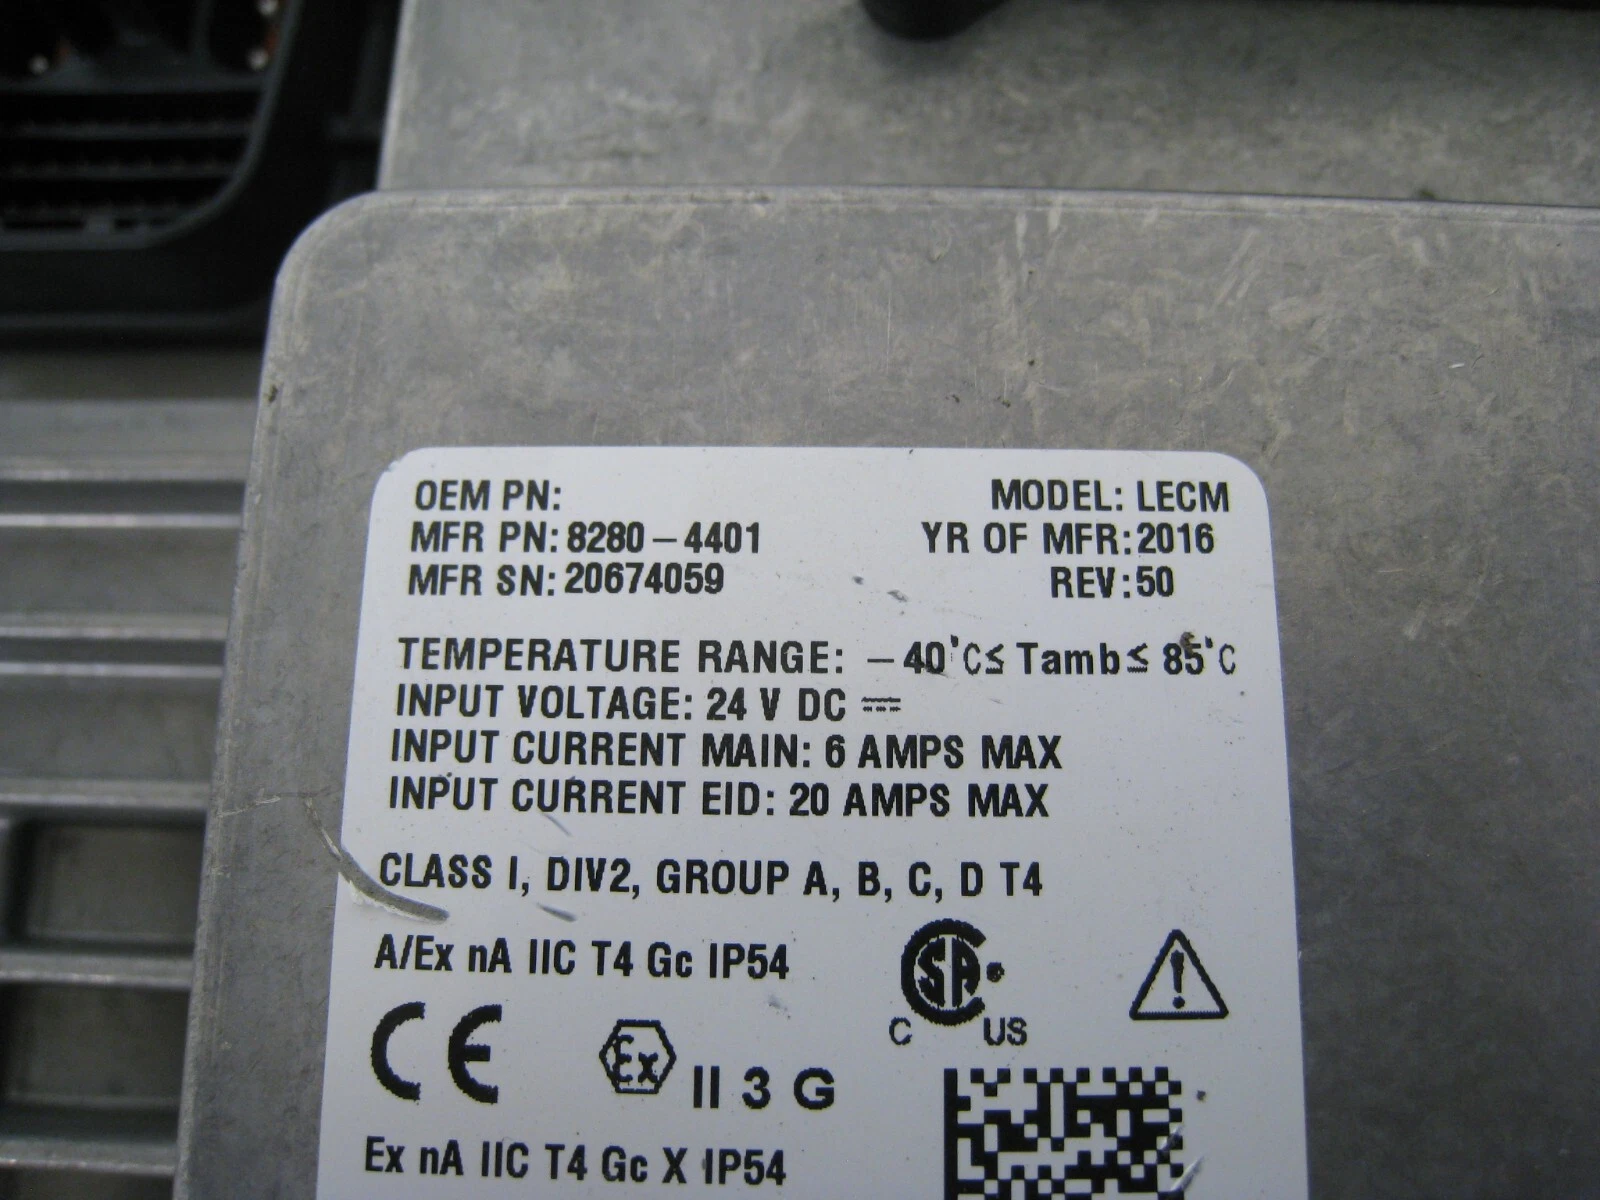 OEM PN: MODEL: LECM
MFR PN: 8280-4401 YR OF MFR:2016
MFR SN: 20674059 REV:50
TEMPERATURE RANGE: -40°C≤ Tamb≤ 85°C
INPUT VOLTAGE: 24 V DC ⎓
INPUT CURRENT MAIN: 6 AMPS MAX
INPUT CURRENT EID: 20 AMPS MAX
CLASS I, DIV2, GROUP A, B, C, D T4
A/Ex nA IIC T4 Gc IP54
SA
C US
CE
Ex II 3 G
Ex nA IIC T4 Gc X IP54